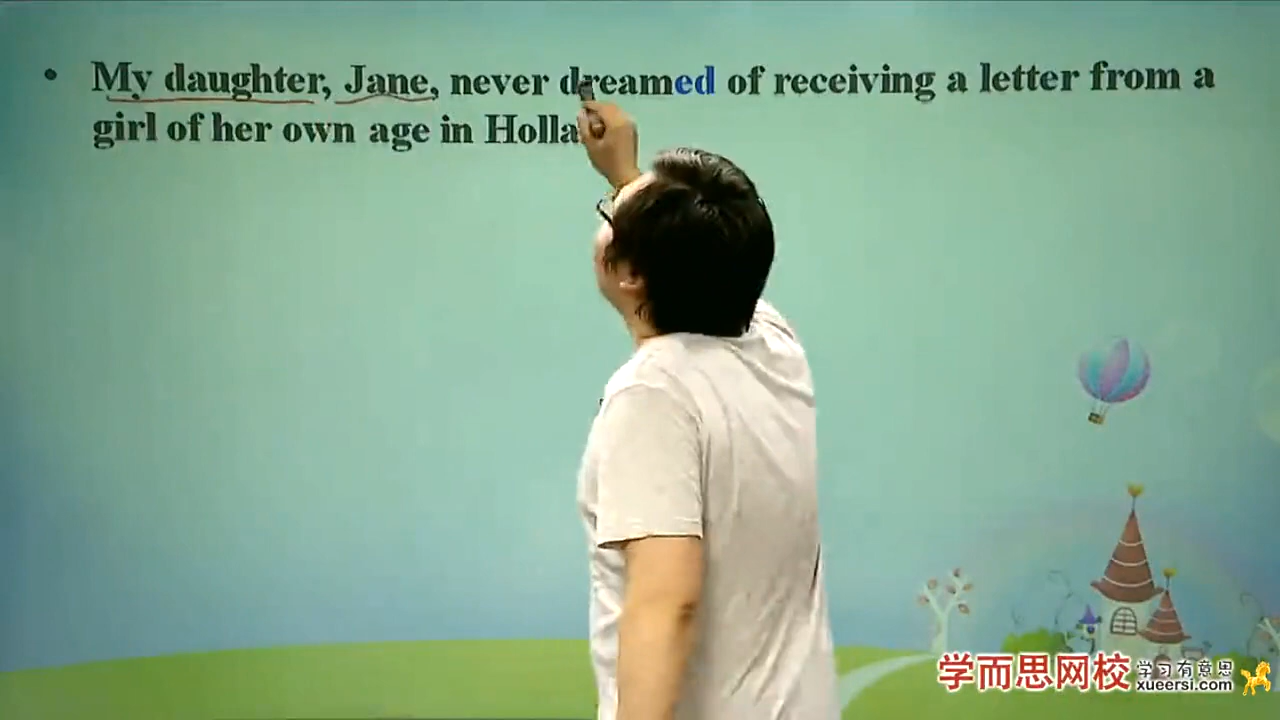 • My daughter, Jane, never dreamed of receiving a letter from a
girl of her own age in
学而思网校
学习有意思
xueersi.com